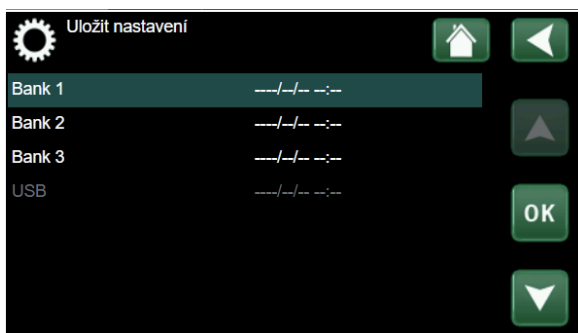 Uložit nastavení
Bank 1 ----/--/-- --:--
Bank 2 ----/--/-- --:--
Bank 3 ----/--/-- --:--
USB ----/--/-- --:--
OK